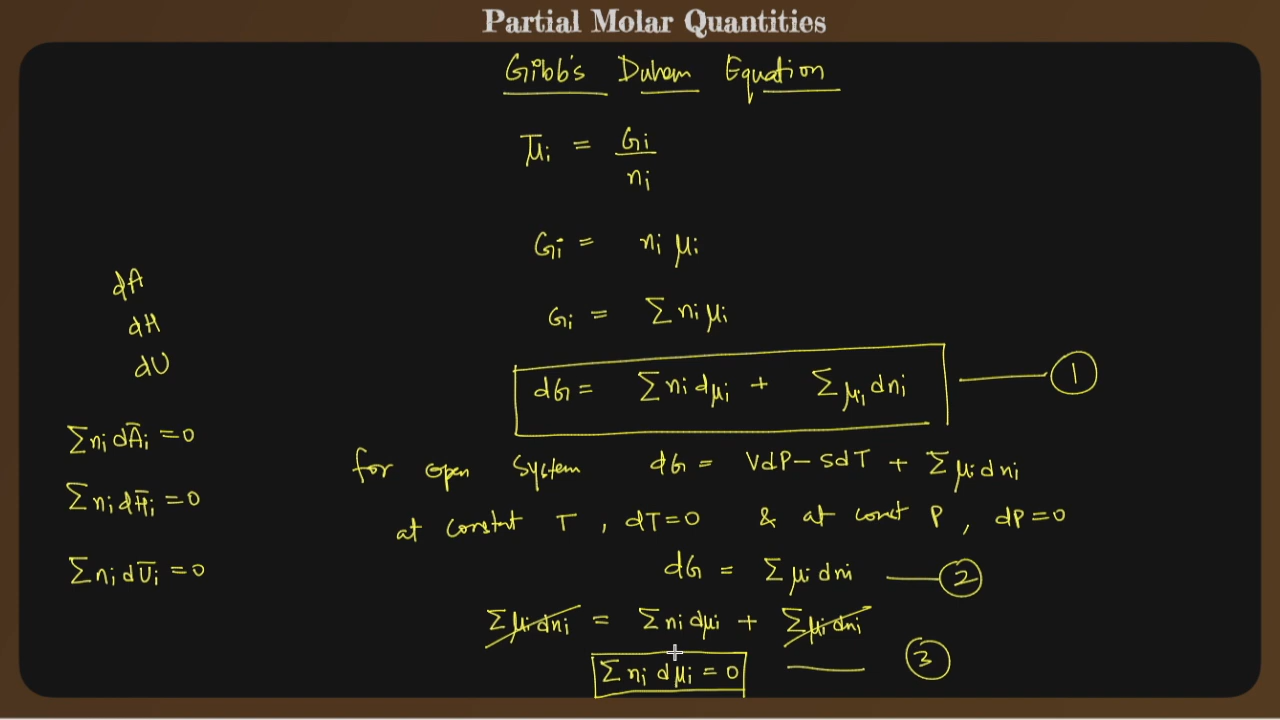 Partial Molar Quantities
Gibb's Duhem Equation
μ̄i = Gi / ni
Gi = ni μi
Gi = Σ ni μi
dG = Σ ni dμi + Σ μi dni ①
for open system dG = VdP - SdT + Σ μi dni
at constant T, dT=0 & at const P, dP=0
dG = Σ μi dni ②
Σ μi dni = Σ ni dμi + Σ μi dni
Σ ni dμi = 0 ③
dA
dH
dU
Σ ni dĀi = 0
Σ ni dH̄i = 0
Σ ni dŪi = 0